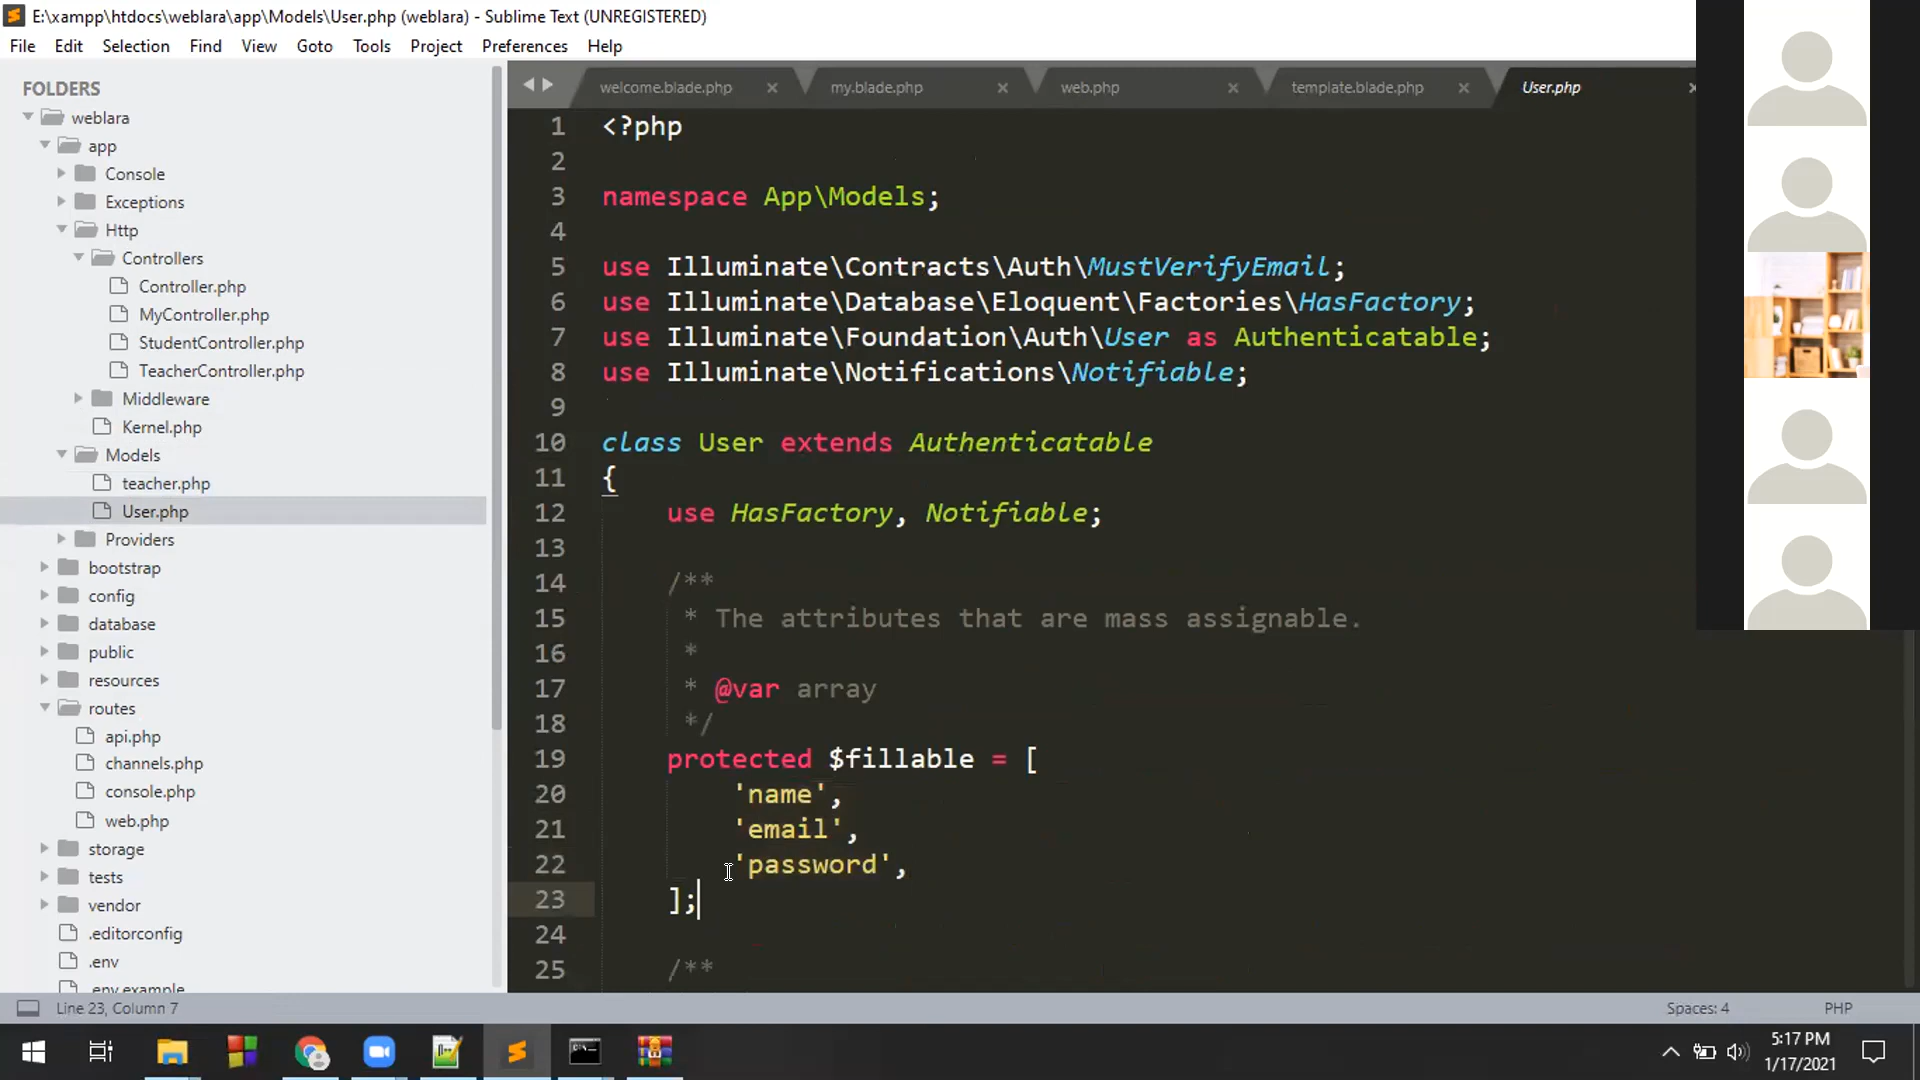 E:\xampp\htdocs\weblara\app\Models\User.php (weblara) - Sublime Text (UNREGISTERED)
File Edit Selection Find View Goto Tools Project Preferences Help
FOLDERS
weblara
app
Console
Exceptions
Http
Controllers
Controller.php
MyController.php
StudentController.php
TeacherController.php
Middleware
Kernel.php
Models
teacher.php
User.php
Providers
bootstrap
config
database
public
resources
routes
api.php
channels.php
console.php
web.php
storage
tests
vendor
.editorconfig
.env
.env.example
welcome.blade.php my.blade.php web.php template.blade.php User.php
1 <?php
2
3 namespace App\Models;
4
5 use Illuminate\Contracts\Auth\MustVerifyEmail;
6 use Illuminate\Database\Eloquent\Factories\HasFactory;
7 use Illuminate\Foundation\Auth\User as Authenticatable;
8 use Illuminate\Notifications\Notifiable;
9
10 class User extends Authenticatable
11 {
12 use HasFactory, Notifiable;
13
14 /**
15 * The attributes that are mass assignable.
16 *
17 * @var array
18 */
19 protected $fillable = [
20 'name',
21 'email',
22 'password',
23 ];
24
25 /**
Line 23, Column 7 Spaces: 4 PHP
5:17 PM
1/17/2021